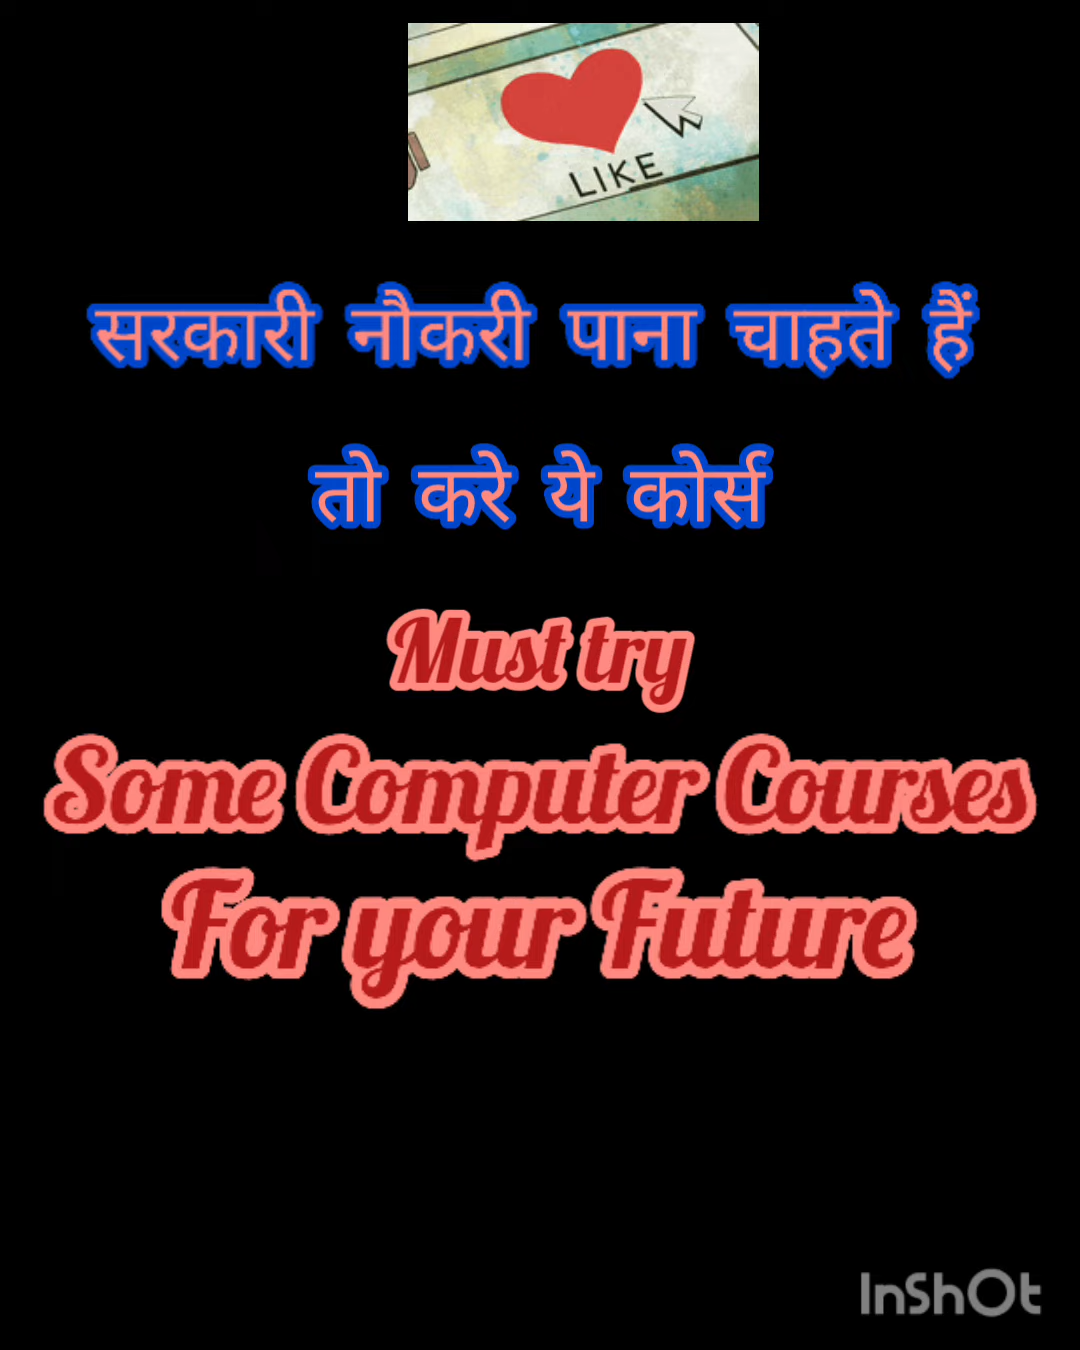 LIKE
सरकारी नौकरी पाना चाहते हैं
तो करे ये कोर्स
Must try
Some Computer Courses
For your Future
InShOt